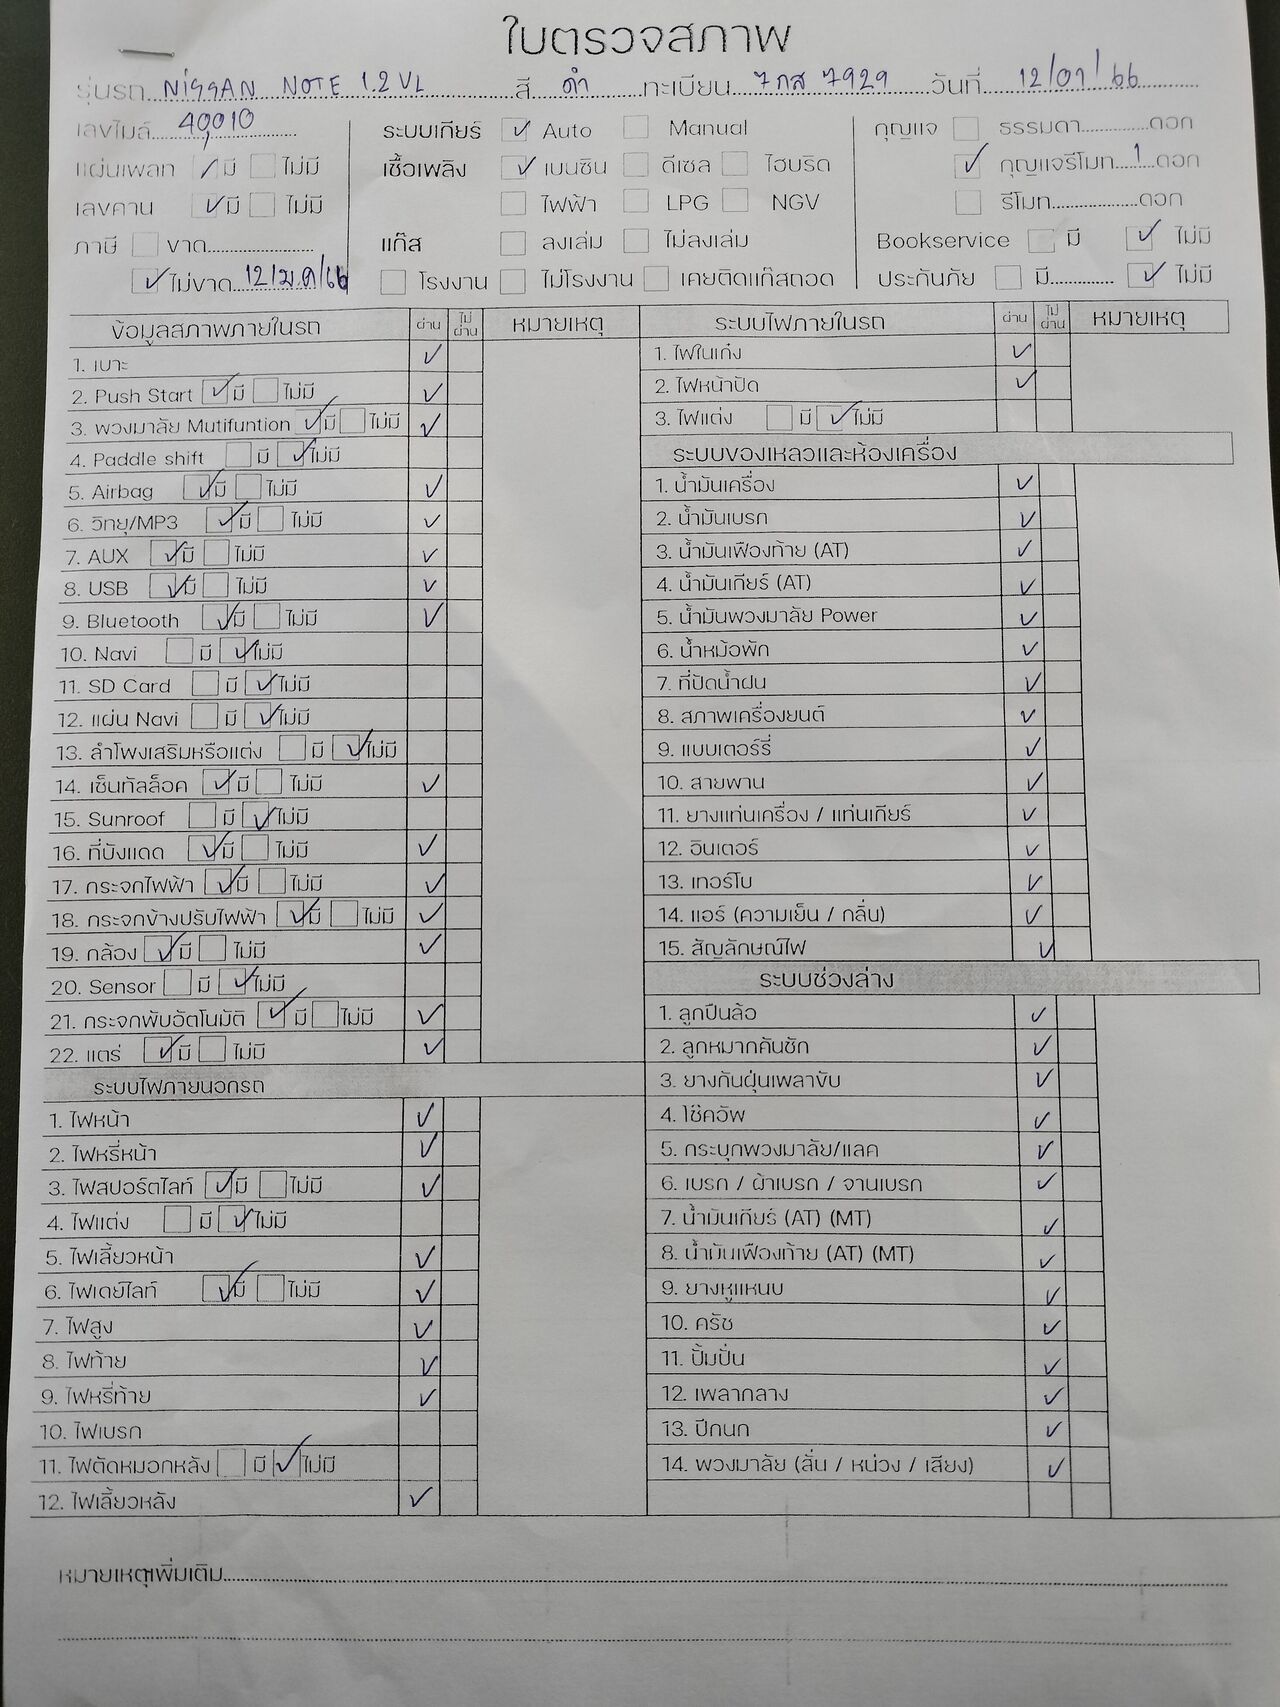 ใบตรวจสภาพ
รุ่นรถ NISSAN NOTE 1.2 VL สี ดำ ทะเบียน 7กส 7929 วันที่ 12/01/66
เลขไมล์ 49,010 ระบบเกียร์ ✓ Auto Manual กุญแจ ธรรมดา ดอก
แผ่นเพลท ✓ มี ไม่มี เชื้อเพลิง ✓ เบนซิน ดีเซล ไฮบริด ✓ กุญแจรีโมท 1 ดอก
เลขคาน ✓ มี ไม่มี ไฟฟ้า LPG NGV รีโมท ดอก
ภาษี ขาด แก๊ส ลงเล่ม ไม่ลงเล่ม Bookservice มี ✓ ไม่มี
✓ ไม่ขาด 12/ม.ค/66 โรงงาน ไม่โรงงาน เคยติดแก๊สถอด ประกันภัย มี ✓ ไม่มี
ข้อมูลสภาพภายในรถ ผ่าน ไม่ผ่าน หมายเหตุ
1. เบาะ ✓
2. Push Start ✓ มี ไม่มี ✓
3. พวงมาลัย Mutifuntion ✓ มี ไม่มี ✓
4. Paddle shift มี ✓ ไม่มี
5. Airbag ✓ มี ไม่มี ✓
6. วิทยุ/MP3 ✓ มี ไม่มี ✓
7. AUX ✓ มี ไม่มี ✓
8. USB ✓ มี ไม่มี ✓
9. Bluetooth ✓ มี ไม่มี ✓
10. Navi มี ✓ ไม่มี
11. SD Card มี ✓ ไม่มี
12. แผ่น Navi มี ✓ ไม่มี
13. ลำโพงเสริมหรือแต่ง มี ✓ ไม่มี
14. เซ็นทัลล็อค ✓ มี ไม่มี ✓
15. Sunroof มี ✓ ไม่มี
16. ที่บังแดด ✓ มี ไม่มี ✓
17. กระจกไฟฟ้า ✓ มี ไม่มี ✓
18. กระจกข้างปรับไฟฟ้า ✓ มี ไม่มี ✓
19. กล้อง ✓ มี ไม่มี ✓
20. Sensor มี ✓ ไม่มี
21. กระจกพับอัตโนมัติ ✓ มี ไม่มี ✓
22. แตร่ ✓ มี ไม่มี ✓
ระบบไฟภายนอกรถ
1. ไฟหน้า ✓
2. ไฟหรี่หน้า ✓
3. ไฟสปอร์ตไลท์ ✓ มี ไม่มี ✓
4. ไฟแต่ง มี ✓ ไม่มี
5. ไฟเลี้ยวหน้า ✓
6. ไฟเดย์ไลท์ ✓ มี ไม่มี ✓
7. ไฟสูง ✓
8. ไฟท้าย ✓
9. ไฟหรี่ท้าย ✓
10. ไฟเบรก
11. ไฟตัดหมอกหลัง มี ✓ ไม่มี
12. ไฟเลี้ยวหลัง ✓
ระบบไฟภายในรถ ผ่าน ไม่ผ่าน หมายเหตุ
1. ไฟในเก๋ง ✓
2. ไฟหน้าปัด ✓
3. ไฟแต่ง มี ✓ ไม่มี
ระบบของเหลวและห้องเครื่อง
1. น้ำมันเครื่อง ✓
2. น้ำมันเบรก ✓
3. น้ำมันเฟืองท้าย (AT) ✓
4. น้ำมันเกียร์ (AT) ✓
5. น้ำมันพวงมาลัย Power ✓
6. น้ำหม้อพัก ✓
7. ที่ปัดน้ำฝน ✓
8. สภาพเครื่องยนต์ ✓
9. แบบเตอร์รี่ ✓
10. สายพาน ✓
11. ยางแท่นเครื่อง / แท่นเกียร์ ✓
12. อินเตอร์ ✓
13. เทอร์โบ ✓
14. แอร์ (ความเย็น / กลิ่น) ✓
15. สัญลักษณ์ไฟ ✓
ระบบช่วงล่าง
1. ลูกปืนล้อ ✓
2. ลูกหมากคันชัก ✓
3. ยางกันฝุ่นเพลาขับ ✓
4. โช๊คอัพ ✓
5. กระบุกพวงมาลัย/แลค ✓
6. เบรก / ผ้าเบรก / จานเบรก ✓
7. น้ำมันเกียร์ (AT) (MT) ✓
8. น้ำมันเฟืองท้าย (AT) (MT) ✓
9. ยางหูแหนบ ✓
10. ครัช ✓
11. ปั้มปั่น ✓
12. เพลากลาง ✓
13. ปีกนก ✓
14. พวงมาลัย (ลั่น / หน่วง / เสียง) ✓
หมายเหตุเพิ่มเติม